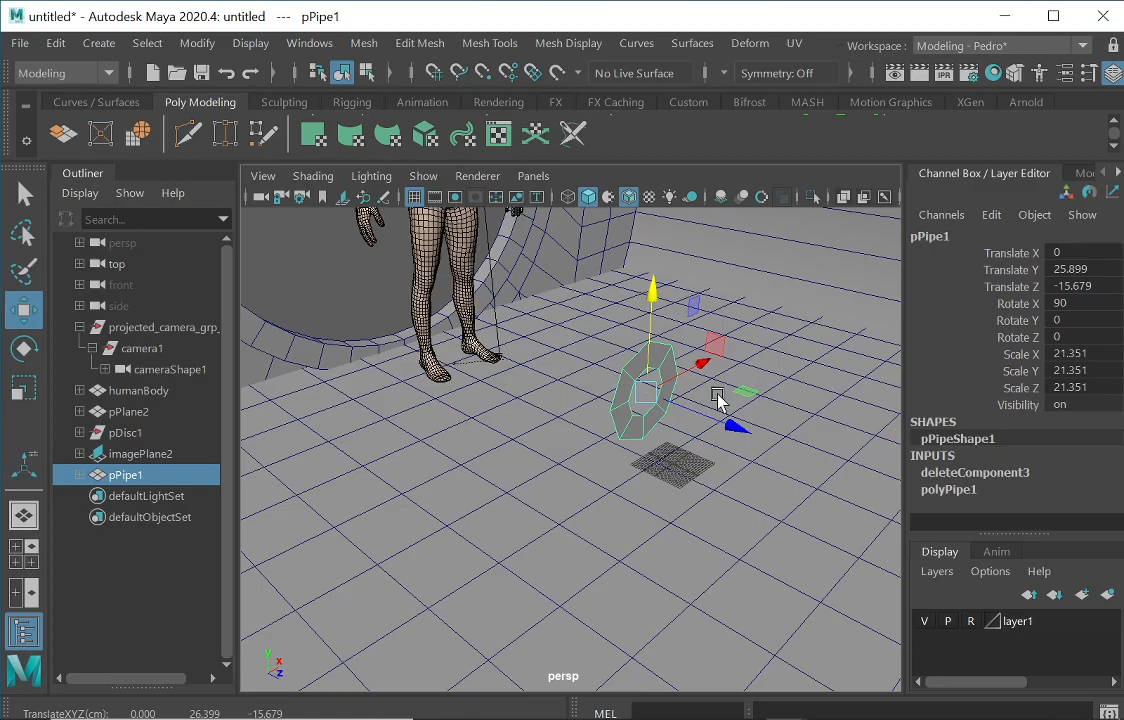 untitled* - Autodesk Maya 2020.4: untitled --- pPipe1
File Edit Create Select Modify Display Windows Mesh Edit Mesh Mesh Tools Mesh Display Curves Surfaces Deform UV Workspace : Modeling - Pedro*
Modeling No Live Surface Symmetry: Off IPR
Curves / Surfaces Poly Modeling Sculpting Rigging Animation Rendering FX FX Caching Custom Bifrost MASH Motion Graphics XGen Arnold
Outliner
Display Show Help
Search...
persp
top
front
side
projected_camera_grp_
camera1
cameraShape1
humanBody
pPlane2
pDisc1
imagePlane2
pPipe1
defaultLightSet
defaultObjectSet
View Shading Lighting Show Renderer Panels
y
x
z
persp
Channel Box / Layer Editor
Channels Edit Object Show
pPipe1
Translate X 0
Translate Y 25.899
Translate Z -15.679
Rotate X 90
Rotate Y 0
Rotate Z 0
Scale X 21.351
Scale Y 21.351
Scale Z 21.351
Visibility on
SHAPES
pPipeShape1
INPUTS
deleteComponent3
polyPipe1
Display Anim
Layers Options Help
V P R layer1
TranslateXYZ(cm): 0.000 26.399 -15.679 MEL